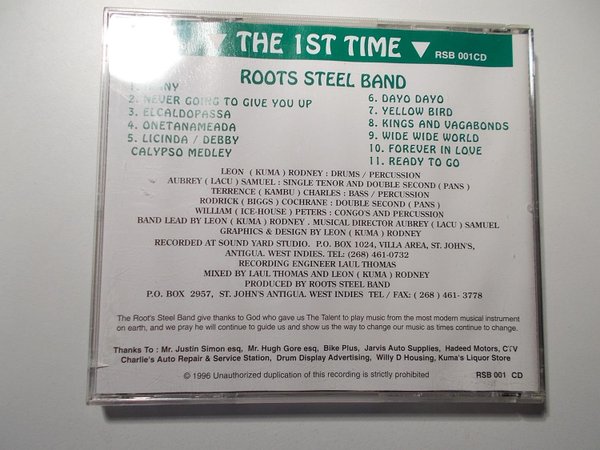 ▼ THE 1ST TIME ▼ RSB 001CD
ROOTS STEEL BAND
2. NEVER GOING TO GIVE YOU UP
3. ELCALDOPASSA
4. ONETANAMEADA
5. LICINDA / DEBBY
CALYPSO MEDLEY
6. DAYO DAYO
7. YELLOW BIRD
8. KINGS AND VAGABONDS
9. WIDE WIDE WORLD
10. FOREVER IN LOVE
11. READY TO GO
LEON ( KUMA ) RODNEY : DRUMS / PERCUSSION
AUBREY ( LACU ) SAMUEL : SINGLE TENOR AND DOUBLE SECOND ( PANS )
TERRENCE ( KAMBU ) CHARLES : BASS / PERCUSSION
RODRICK ( BIGGS ) COCHRANE : DOUBLE SECOND ( PANS )
WILLIAM ( ICE-HOUSE ) PETERS : CONGO'S AND PERCUSSION
BAND LEAD BY LEON ( KUMA ) RODNEY . MUSICAL DIRECTOR AUBREY ( LACU ) SAMUEL
GRAPHICS & DESIGN BY LEON ( KUMA ) RODNEY
RECORDED AT SOUND YARD STUDIO. P.O. BOX 1024, VILLA AREA, ST. JOHN'S,
ANTIGUA. WEST INDIES. TEL: (268) 461-0732
RECORDING ENGINEER LAUL THOMAS
MIXED BY LAUL THOMAS AND LEON ( KUMA ) RODNEY
PRODUCED BY ROOTS STEEL BAND
P.O. BOX 2957, ST. JOHN'S ANTIGUA. WEST INDIES TEL / FAX: ( 268 ) 461- 3778
The Root's Steel Band give thanks to God who gave us The Talent to play music from the most modern musical instrument
on earth, and we pray he will continue to guide us and show us the way to change our music as times continue to change.
Thanks To : Mr. Justin Simon esq, Mr. Hugh Gore esq, Bike Plus, Jarvis Auto Supplies, Hadeed Motors, CTV
Charlie's Auto Repair & Service Station, Drum Display Advertising, Willy D Housing, Kuma's Liquor Store
© 1996 Unauthorized duplication of this recording is strictly prohibited RSB 001 CD